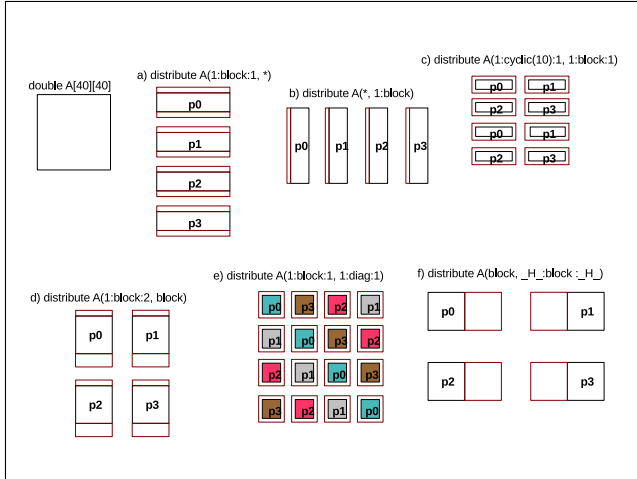 double A[40][40]
a) distribute A(1:block:1, *)
p0
p1
p2
p3
b) distribute A(*, 1:block)
p0 p1 p2 p3
c) distribute A(1:cyclic(10):1, 1:block:1)
p0 p1
p2 p3
p0 p1
p2 p3
d) distribute A(1:block:2, block)
p0 p1
p2 p3
e) distribute A(1:block:1, 1:diag:1)
p0 p3 p2 p1
p1 p0 p3 p2
p2 p1 p0 p3
p3 p2 p1 p0
f) distribute A(block, _H_:block :_H_)
p0 p1
p2 p3